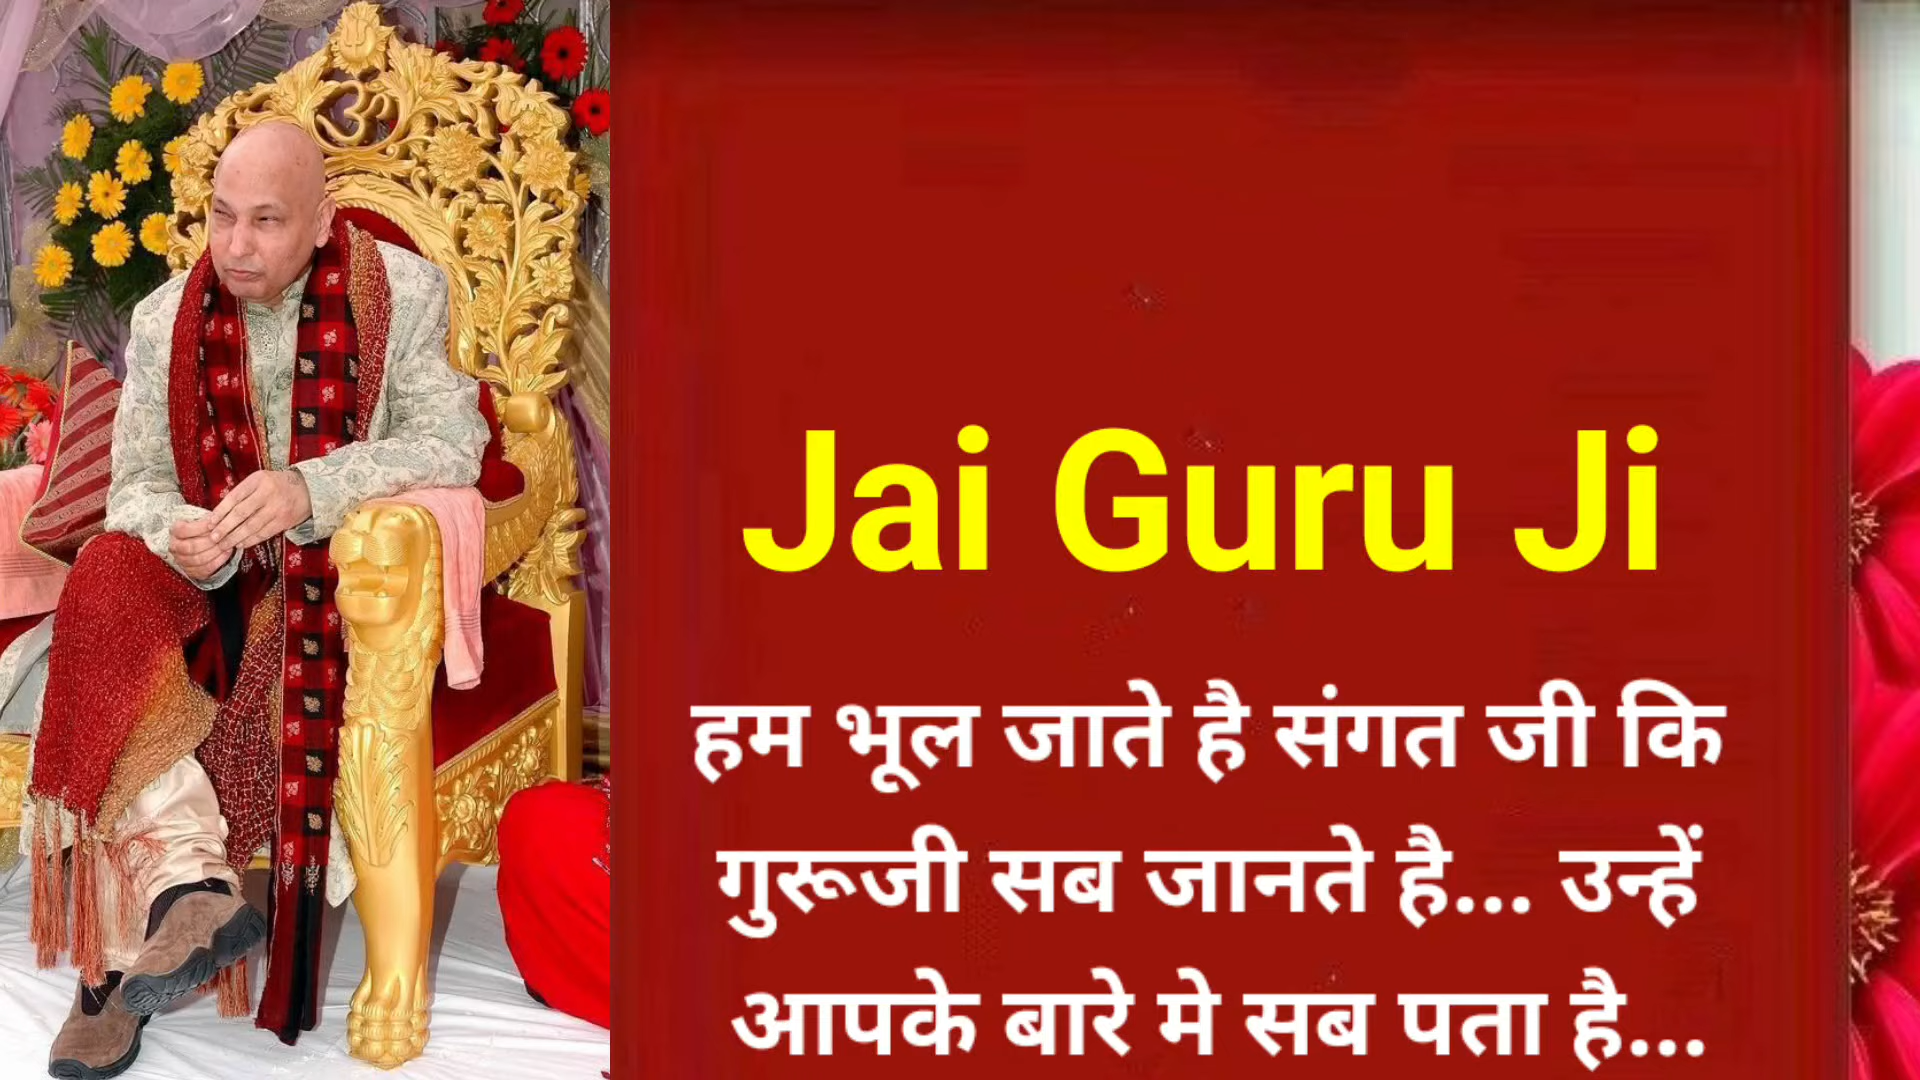 Jai Guru Ji
हम भूल जाते है संगत जी कि
गुरूजी सब जानते है... उन्हें
आपके बारे मे सब पता है...